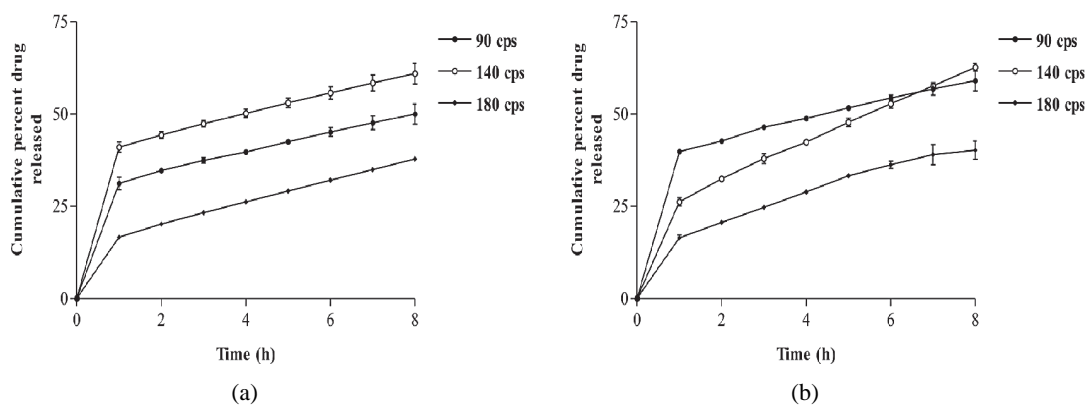 75
50
25
0
Cumulative percent drug
released
0 2 4 6 8
Time (h)
90 cps
140 cps
180 cps
(a)
75
50
25
0
Cumulative percent drug
released
0 2 4 6 8
Time (h)
90 cps
140 cps
180 cps
(b)